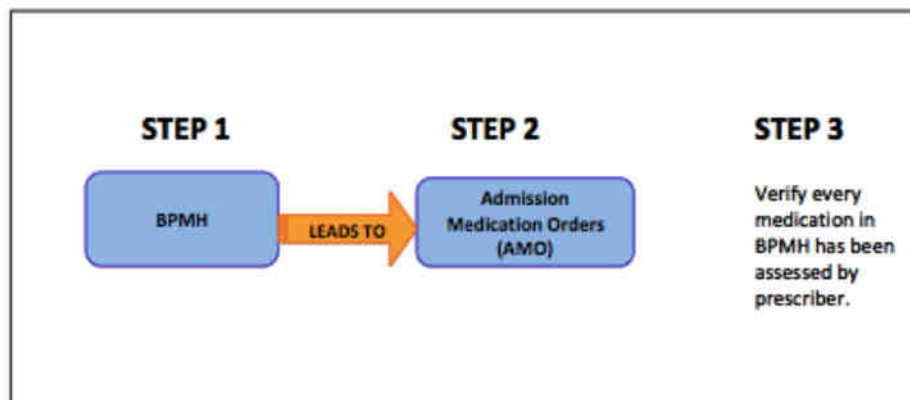 STEP 1
BPMH
LEADS TO
STEP 2
Admission
Medication Orders
(AMO)
STEP 3
Verify every
medication in
BPMH has been
assessed by
prescriber.